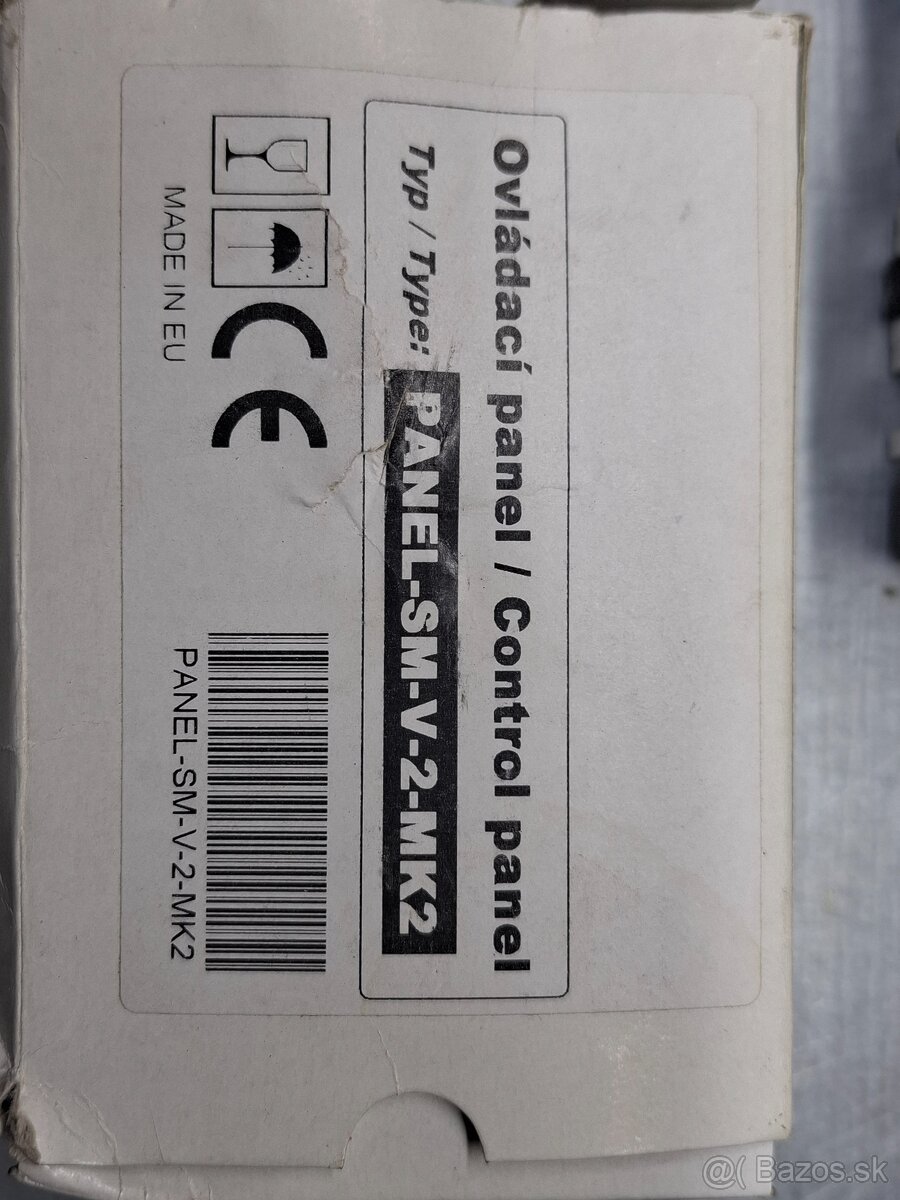 Ovládací panel / Control panel
Typ / Type: PANEL-SM-V-2-MK2
CE
MADE IN EU
PANEL-SM-V-2-MK2
@( Bazos.sk